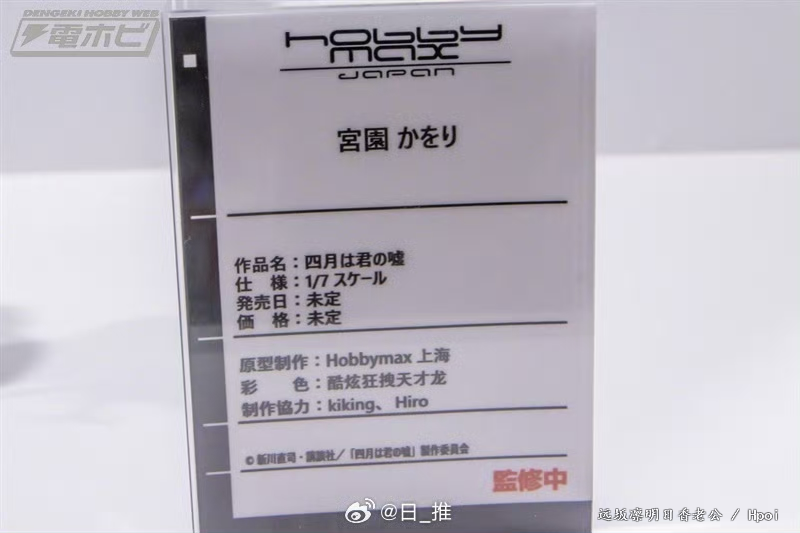 DENGEKI HOBBY WEB
電ホビ
hobby
max
JAPAN
宮園 かをり
作品名：四月は君の嘘
仕　様：1/7 スケール
発売日：未定
価　格：未定
原型制作：Hobbymax 上海
彩　　色：酷炫狂拽天才龙
制作協力：kiking、Hiro
© 新川直司・講談社／「四月は君の嘘」製作委員会
監修中
@日_推
远坂凛明日香老公 / Hpoi